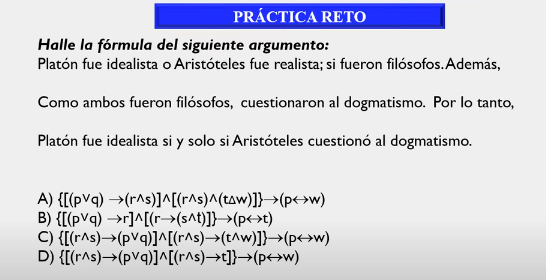 PRÁCTICA RETO
Halle la fórmula del siguiente argumento:
Platón fue idealista o Aristóteles fue realista; si fueron filósofos. Además,
Como ambos fueron filósofos, cuestionaron al dogmatismo. Por lo tanto,
Platón fue idealista si y solo si Aristóteles cuestionó al dogmatismo.
A) {[(p∨q) →(r∧s)]∧[(r∧s)∧(t∆w)]}→(p↔w)
B) {[(p∨q) →r]∧[(r→(s∧t)]}→(p↔t)
C) {[(r∧s)→(p∨q)]∧[(r∧s)→(t∧w)]}→(p↔w)
D) {[(r∧s)→(p∨q)]∧[(r∧s)→t]}→(p↔w)